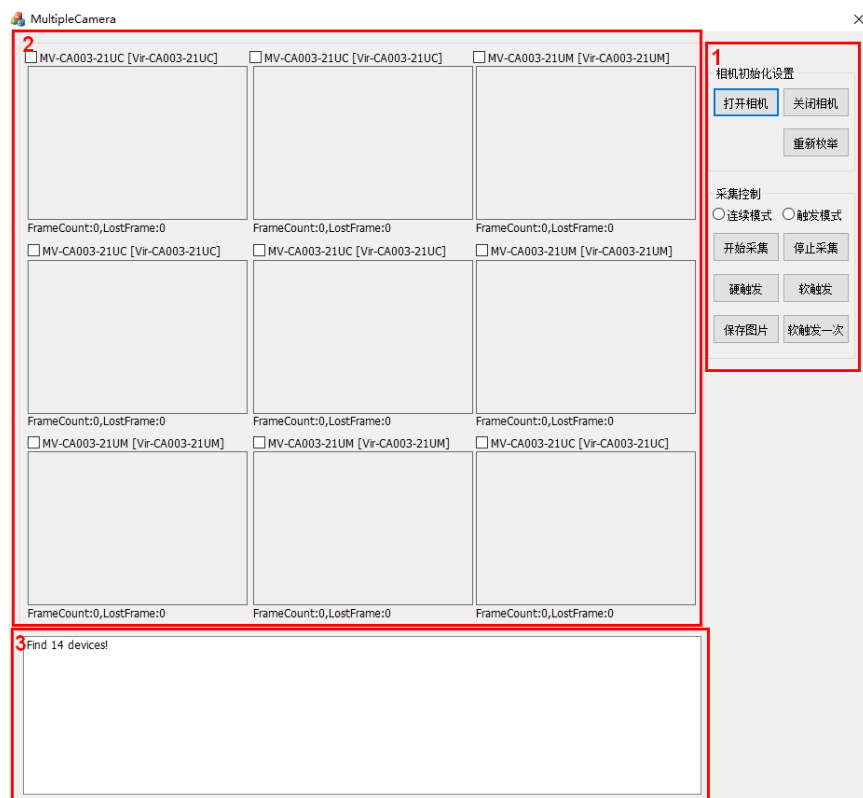 MultipleCamera
2
MV-CA003-21UC [Vir-CA003-21UC] MV-CA003-21UC [Vir-CA003-21UC] MV-CA003-21UM [Vir-CA003-21UM]
FrameCount:0,LostFrame:0 FrameCount:0,LostFrame:0 FrameCount:0,LostFrame:0
MV-CA003-21UC [Vir-CA003-21UC] MV-CA003-21UC [Vir-CA003-21UC] MV-CA003-21UM [Vir-CA003-21UM]
FrameCount:0,LostFrame:0 FrameCount:0,LostFrame:0 FrameCount:0,LostFrame:0
MV-CA003-21UM [Vir-CA003-21UM] MV-CA003-21UM [Vir-CA003-21UM] MV-CA003-21UC [Vir-CA003-21UC]
FrameCount:0,LostFrame:0 FrameCount:0,LostFrame:0 FrameCount:0,LostFrame:0
1
相机初始化设置
打开相机 关闭相机
重新枚举
采集控制
连续模式 触发模式
开始采集 停止采集
硬触发 软触发
保存图片 软触发一次
3
Find 14 devices!